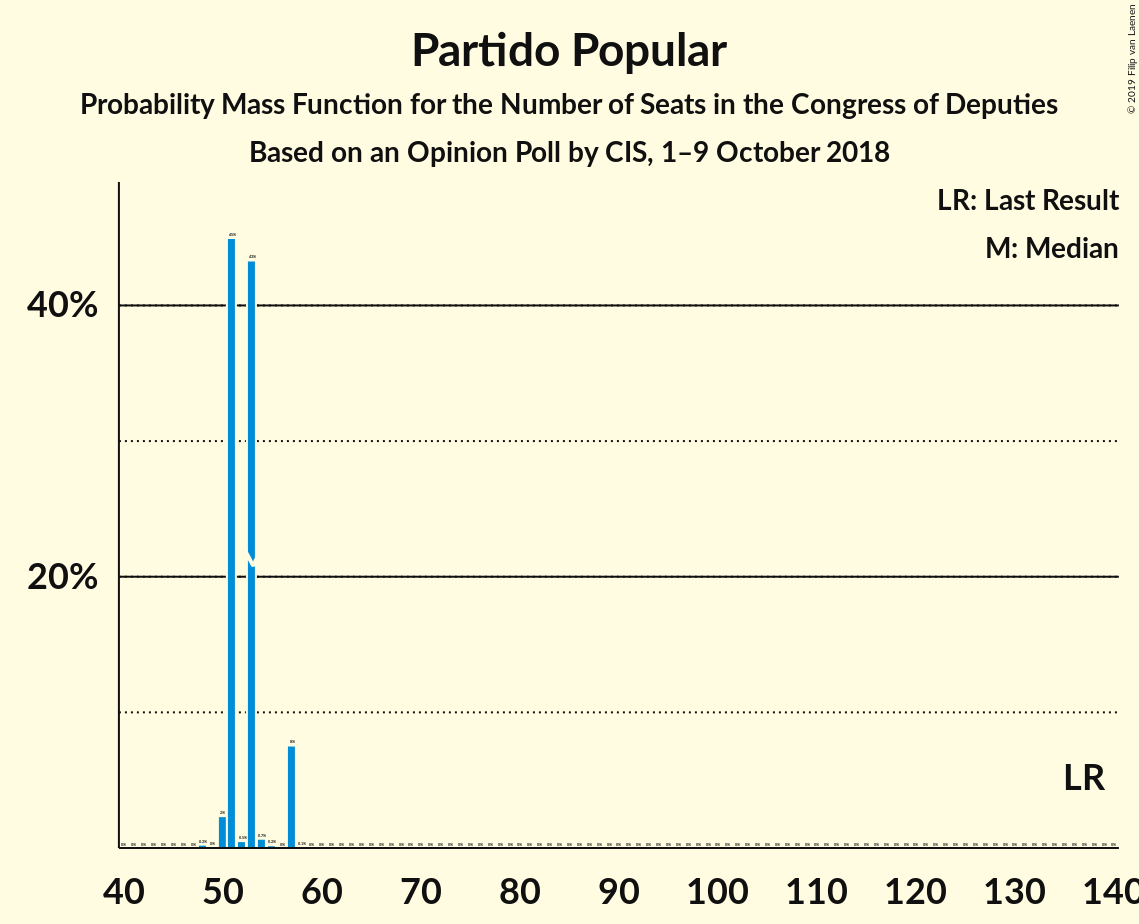 Partido Popular
Probability Mass Function for the Number of Seats in the Congress of Deputies
Based on an Opinion Poll by CIS, 1–9 October 2018
© 2019 Filip van Laenen
LR: Last Result
M: Median
40%
20%
M
LR
40 50 60 70 80 90 100 110 120 130 140